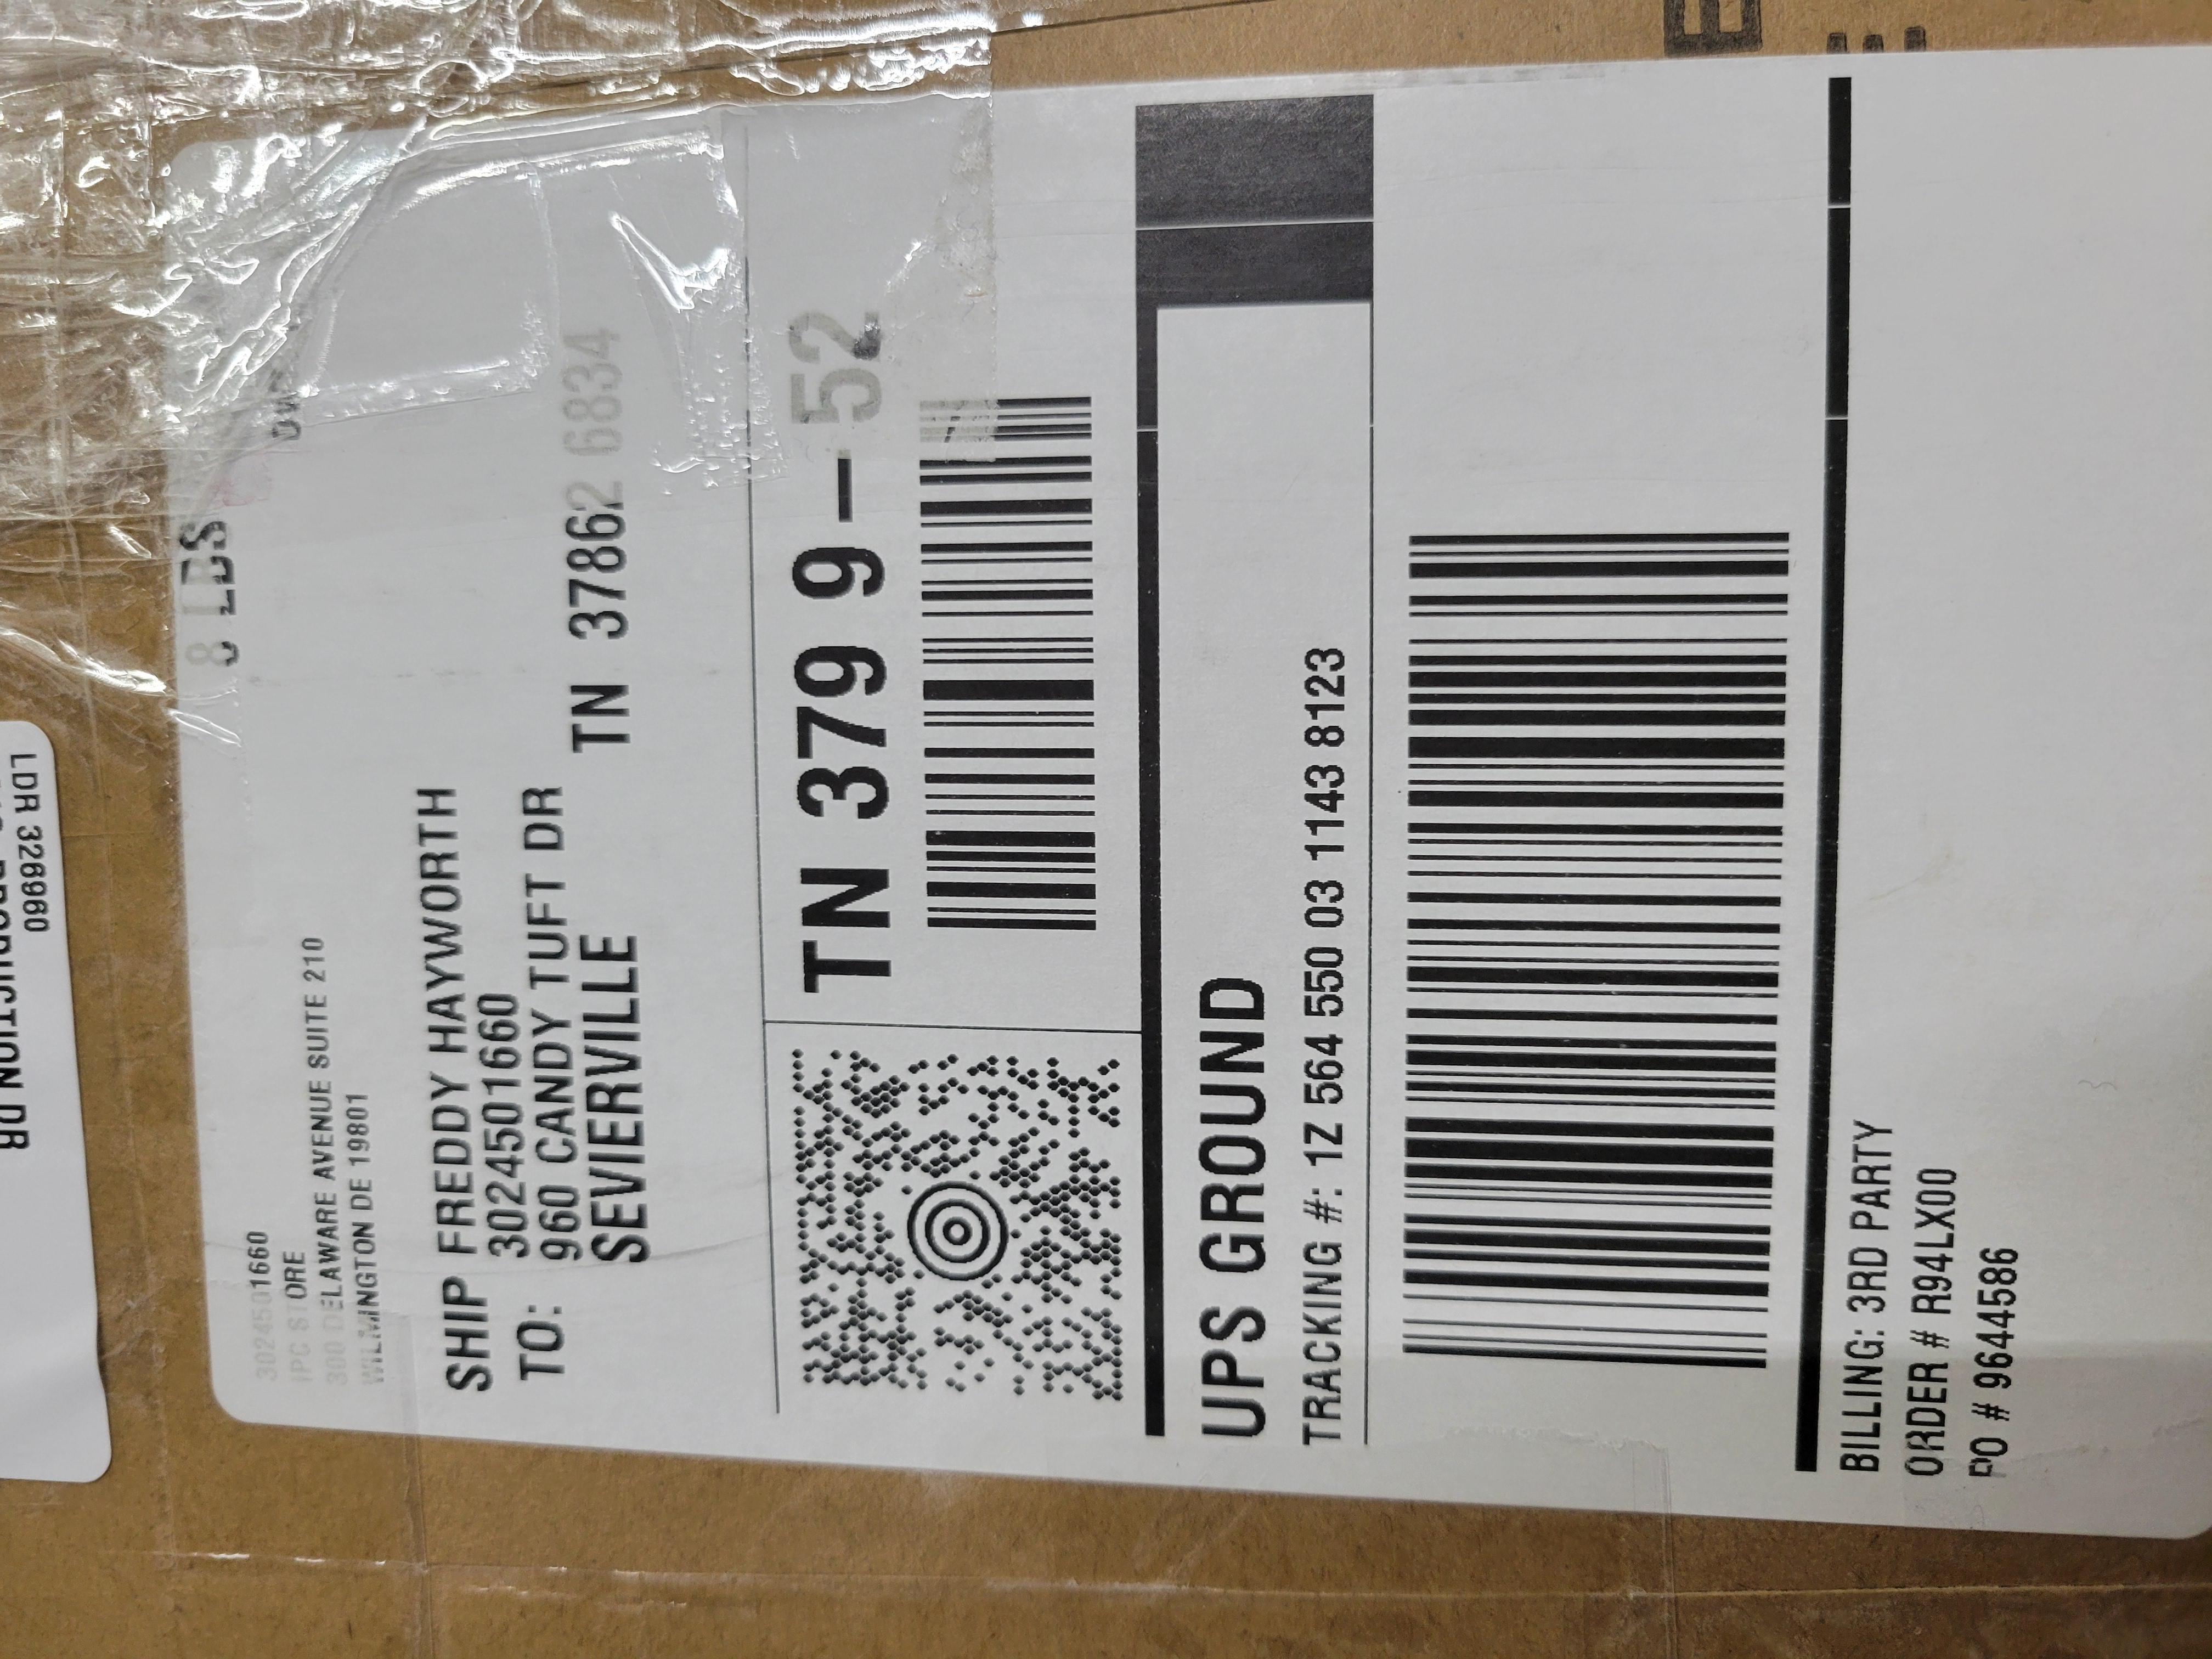 8 LBS
3024501660
IPC STORE
300 DELAWARE AVENUE SUITE 210
WILMINGTON DE 19801
SHIP
TO:
FREDDY HAYWORTH
3024501660
960 CANDY TUFT DR
SEVIERVILLE TN 37862 6834
TN 379 9-52
UPS GROUND
TRACKING #: 1Z 564 550 03 1143 8123
BILLING: 3RD PARTY
ORDER # R94LX00
PO # 9644586
LDR 326960
PRODUCTION DR